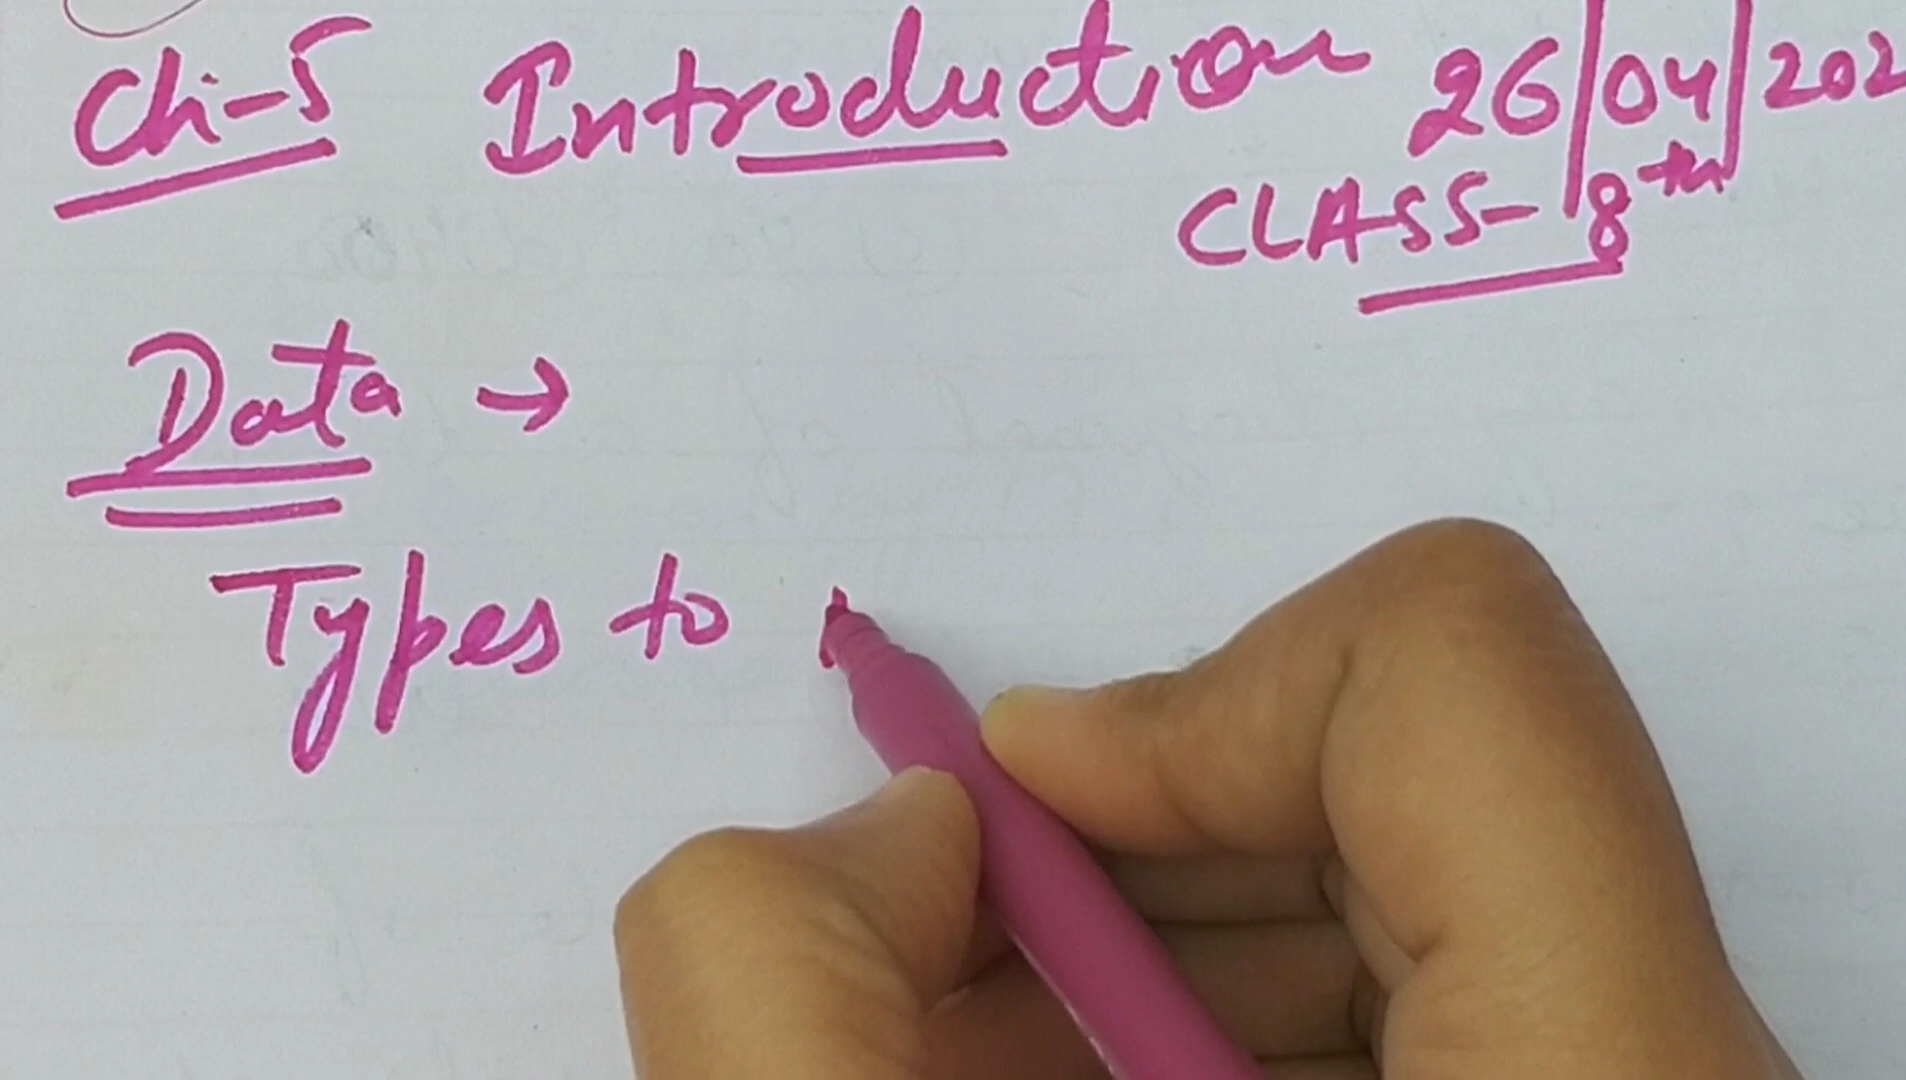 Ch-5 Introduction 26/04/202
CLASS- 8th
Data →
Types to